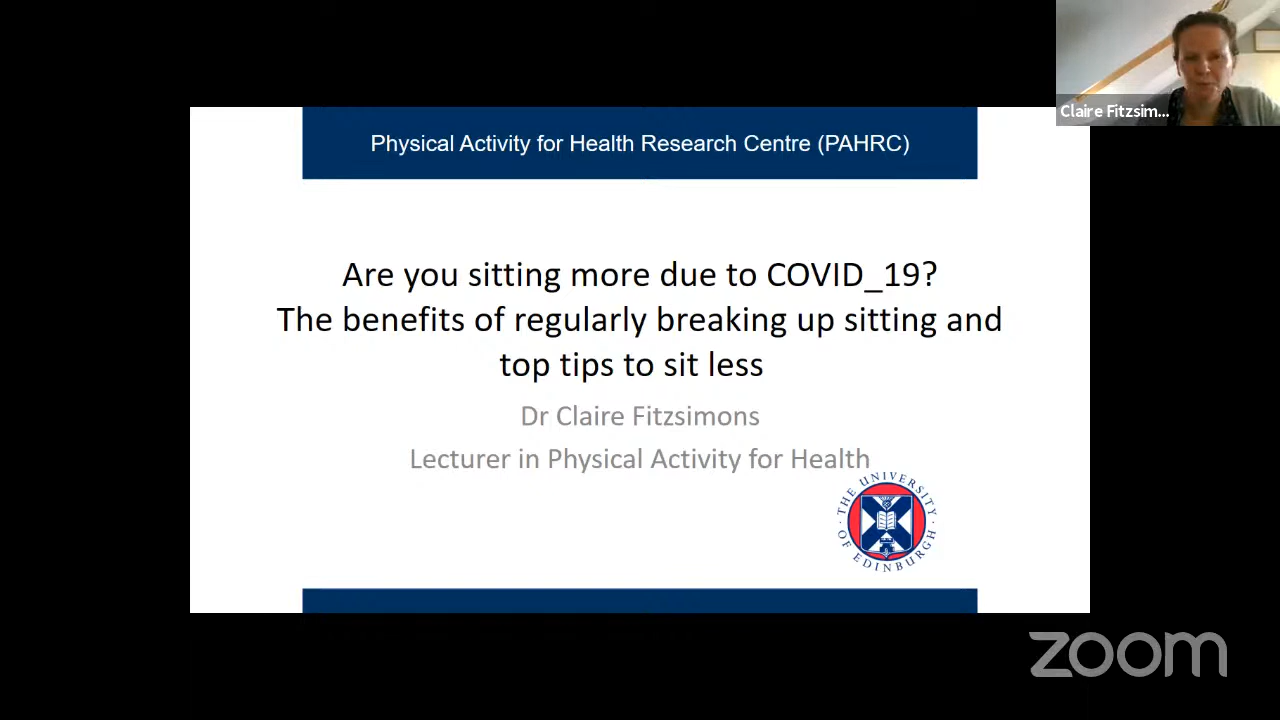 Claire Fitzsim...
Physical Activity for Health Research Centre (PAHRC)
Are you sitting more due to COVID_19?
The benefits of regularly breaking up sitting and
top tips to sit less
Dr Claire Fitzsimons
Lecturer in Physical Activity for Health
THE UNIVERSITY
OF EDINBURGH
zoom